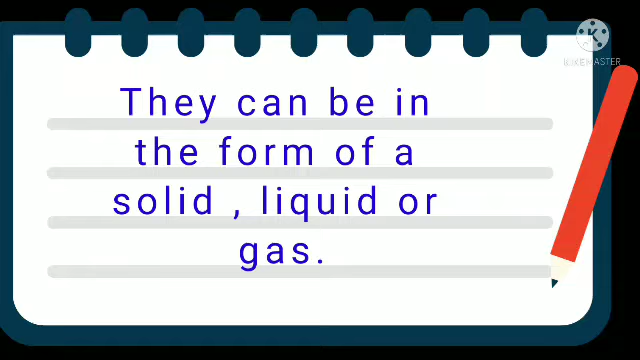 They can be in
the form of a
solid , liquid or
gas.
KINEMASTER